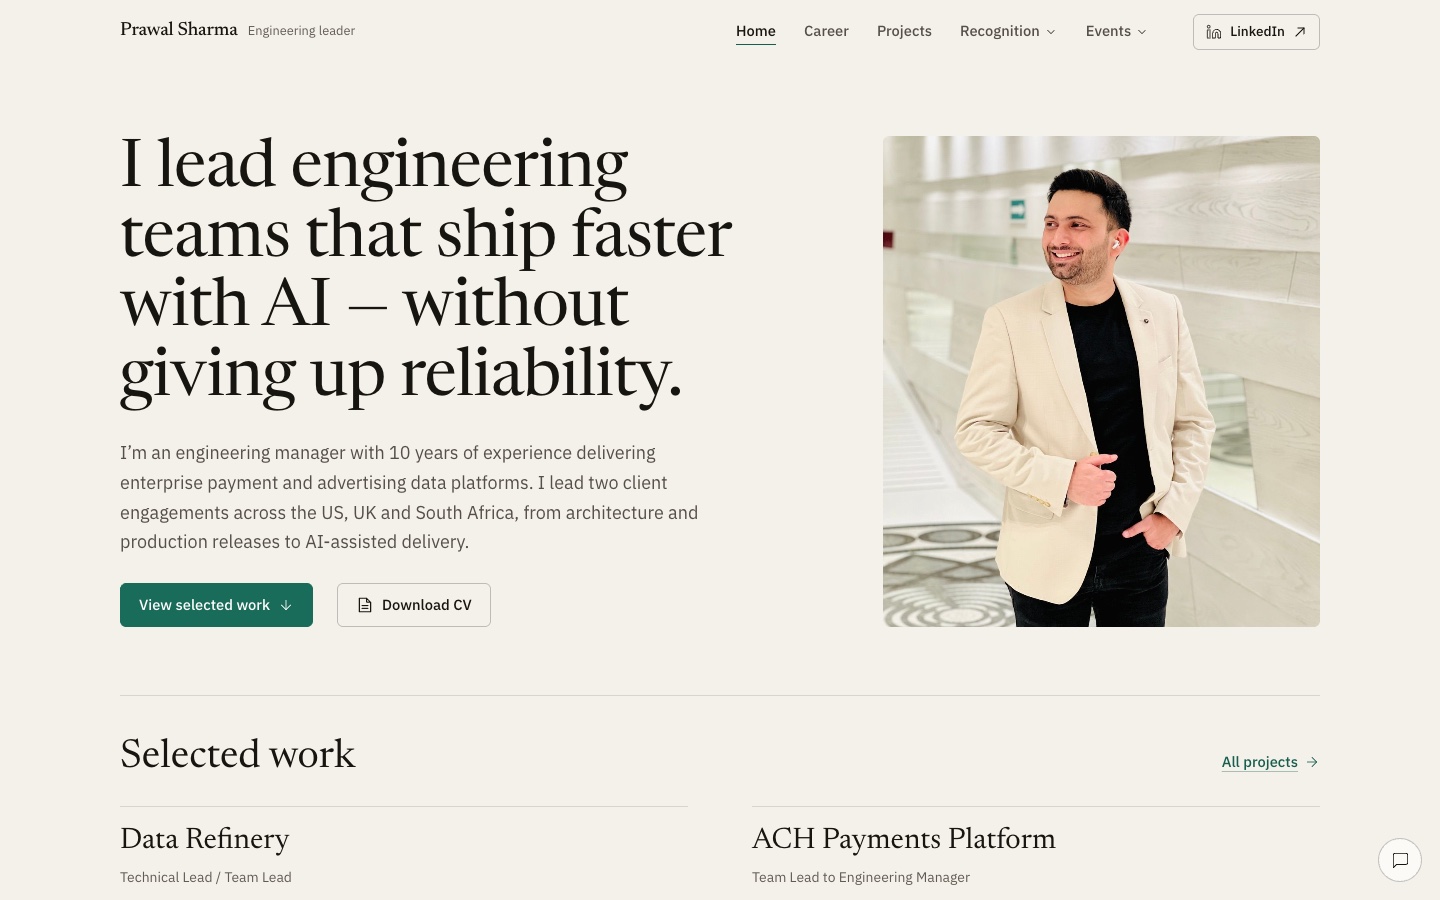 Prawal Sharma Engineering leader
Home Career Projects Recognition Events LinkedIn
I lead engineering
teams that ship faster
with AI — without
giving up reliability.
I’m an engineering manager with 10 years of experience delivering
enterprise payment and advertising data platforms. I lead two client
engagements across the US, UK and South Africa, from architecture and
production releases to AI-assisted delivery.
View selected work
Download CV
Selected work
All projects
Data Refinery
Technical Lead / Team Lead
ACH Payments Platform
Team Lead to Engineering Manager